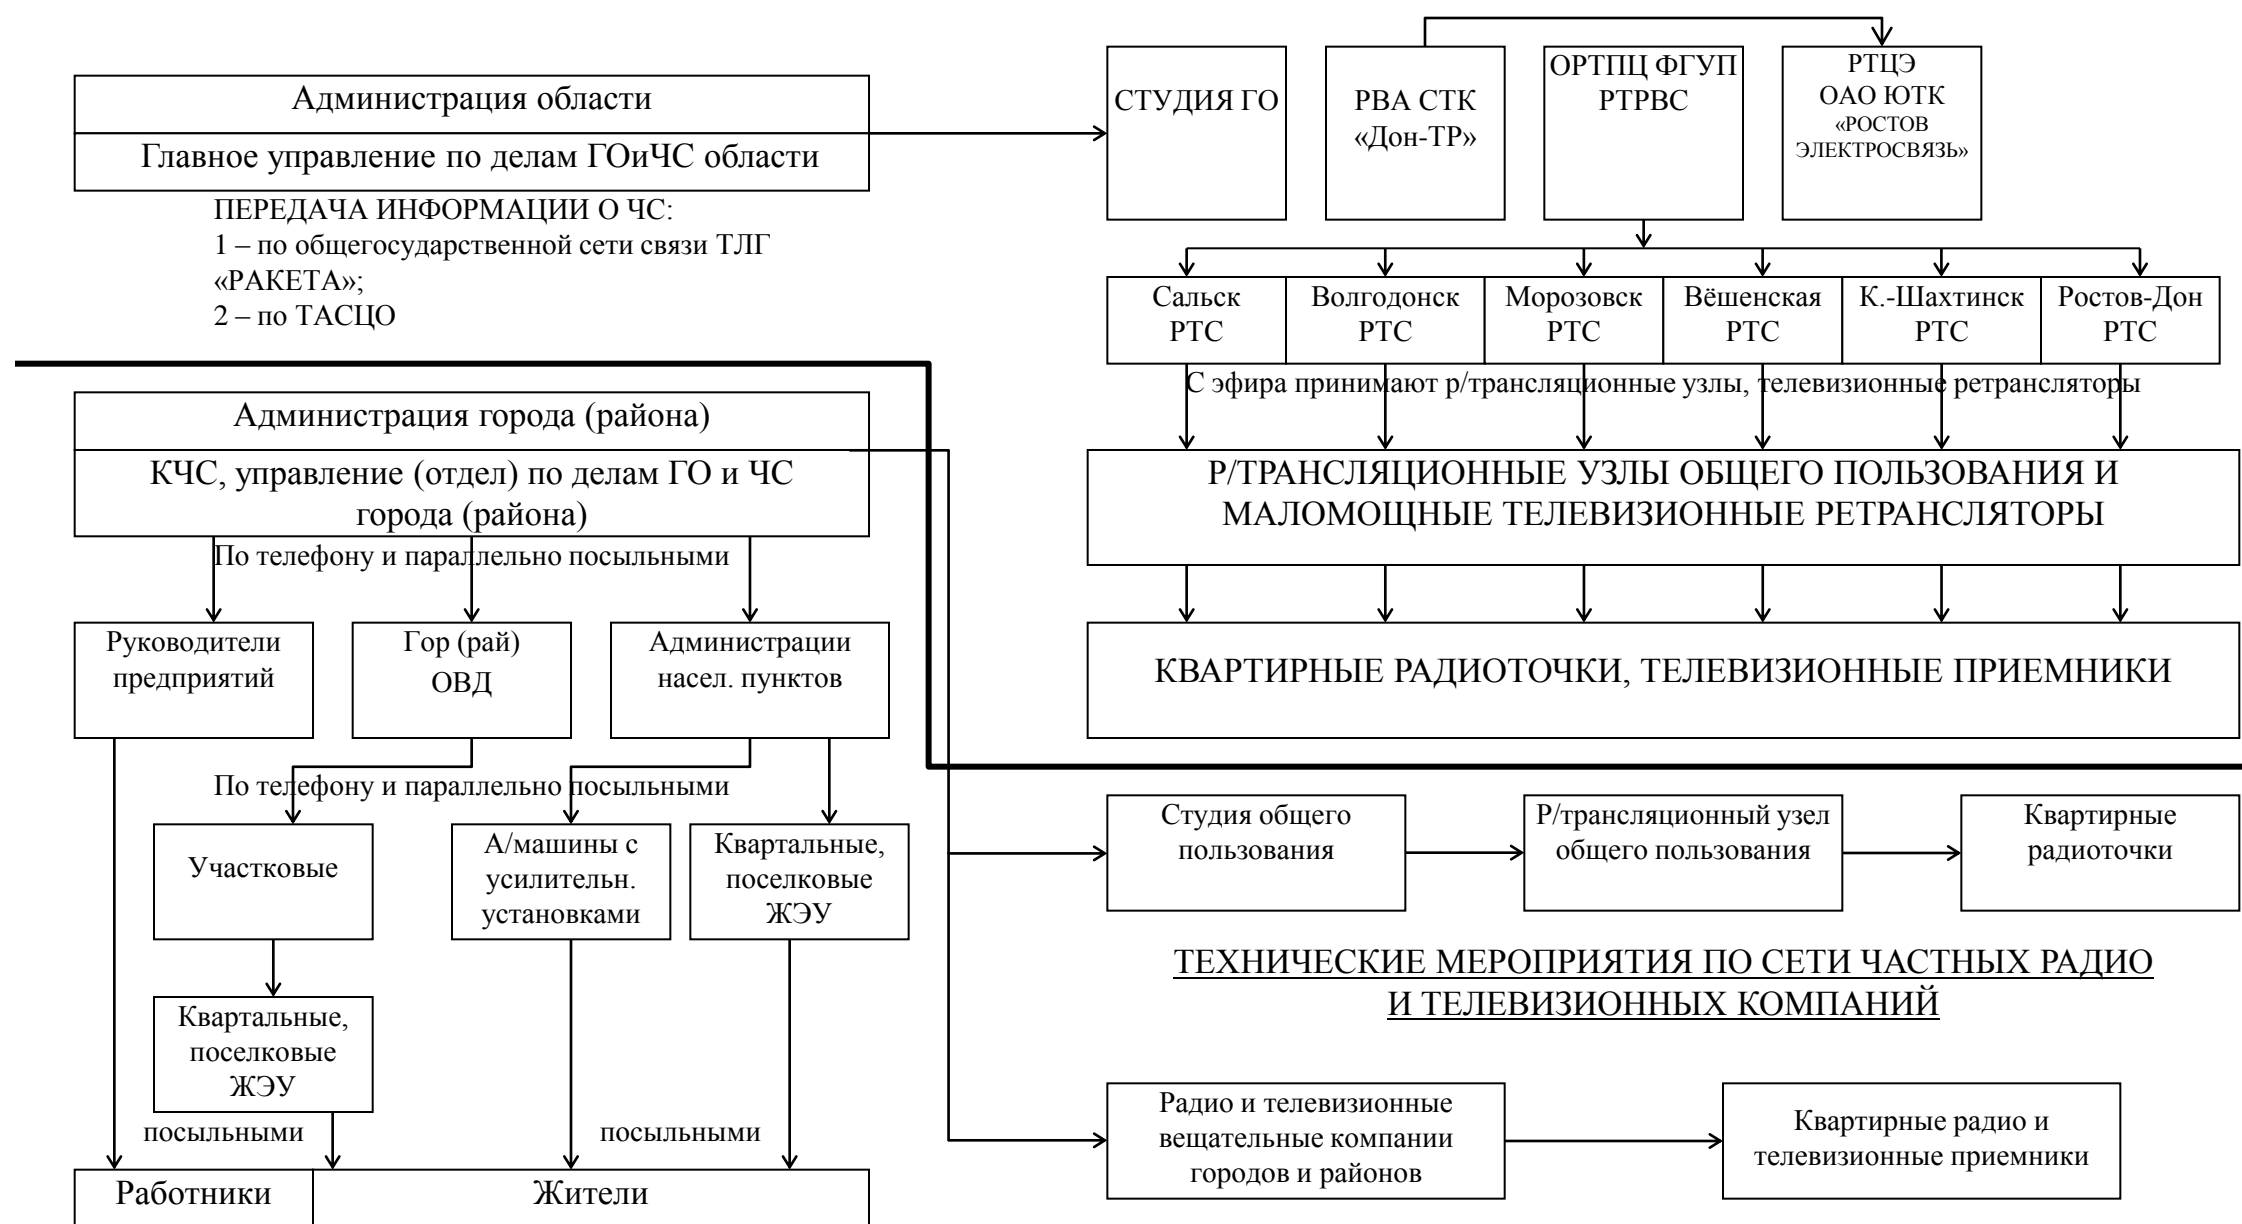 Администрация области
Главное управление по делам ГОиЧС области
ПЕРЕДАЧА ИНФОРМАЦИИ О ЧС:
1 – по общегосударственной сети связи ТЛГ
«РАКЕТА»;
2 – по ТАСЦО
СТУДИЯ ГО
РВА СТК
«Дон-ТР»
ОРТПЦ ФГУП
РТРВС
РТЦЭ
ОАО ЮТК
«РОСТОВ
ЭЛЕКТРОСВЯЗЬ»
Сальск
РТС
Волгодонск
РТС
Морозовск
РТС
Вёшенская
РТС
К.-Шахтинск
РТС
Ростов-Дон
РТС
С эфира принимают р/трансляционные узлы, телевизионные ретрансляторы
Р/ТРАНСЛЯЦИОННЫЕ УЗЛЫ ОБЩЕГО ПОЛЬЗОВАНИЯ И
МАЛОМОЩНЫЕ ТЕЛЕВИЗИОННЫЕ РЕТРАНСЛЯТОРЫ
КВАРТИРНЫЕ РАДИОТОЧКИ, ТЕЛЕВИЗИОННЫЕ ПРИЕМНИКИ
Администрация города (района)
КЧС, управление (отдел) по делам ГО и ЧС
города (района)
По телефону и параллельно посыльными
Руководители
предприятий
Гор (рай)
ОВД
Администрации
насел. пунктов
По телефону и параллельно посыльными
Участковые
А/машины с
усилительн.
установками
Квартальные,
поселковые
ЖЭУ
Квартальные,
поселковые
ЖЭУ
посыльными
посыльными
Работники
Жители
Студия общего
пользования
Р/трансляционный узел
общего пользования
Квартирные
радиоточки
ТЕХНИЧЕСКИЕ МЕРОПРИЯТИЯ ПО СЕТИ ЧАСТНЫХ РАДИО
И ТЕЛЕВИЗИОННЫХ КОМПАНИЙ
Радио и телевизионные
вещательные компании
городов и районов
Квартирные радио и
телевизионные приемники